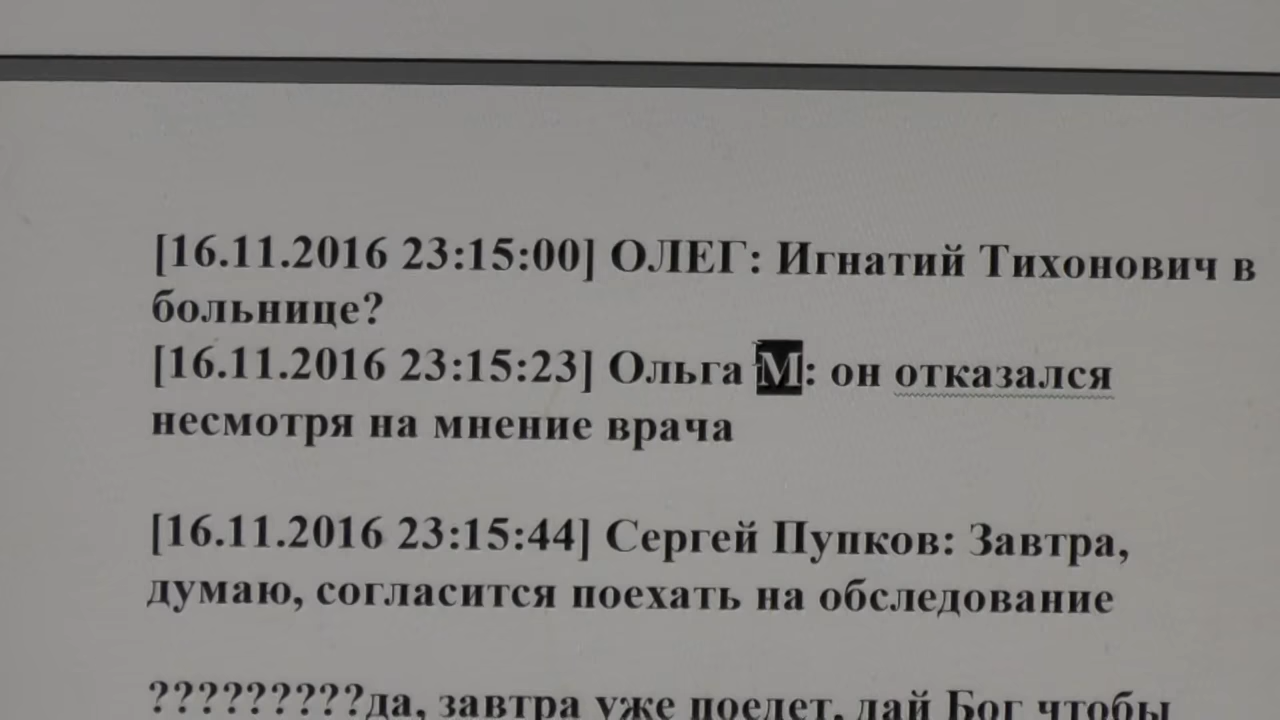 [16.11.2016 23:15:00] ОЛЕГ: Игнатий Тихонович в
больнице?
[16.11.2016 23:15:23] Ольга М: он отказался
несмотря на мнение врача
[16.11.2016 23:15:44] Сергей Пупков: Завтра,
думаю, согласится поехать на обследование
?????????да, завтра уже поедет, дай Бог чтобы